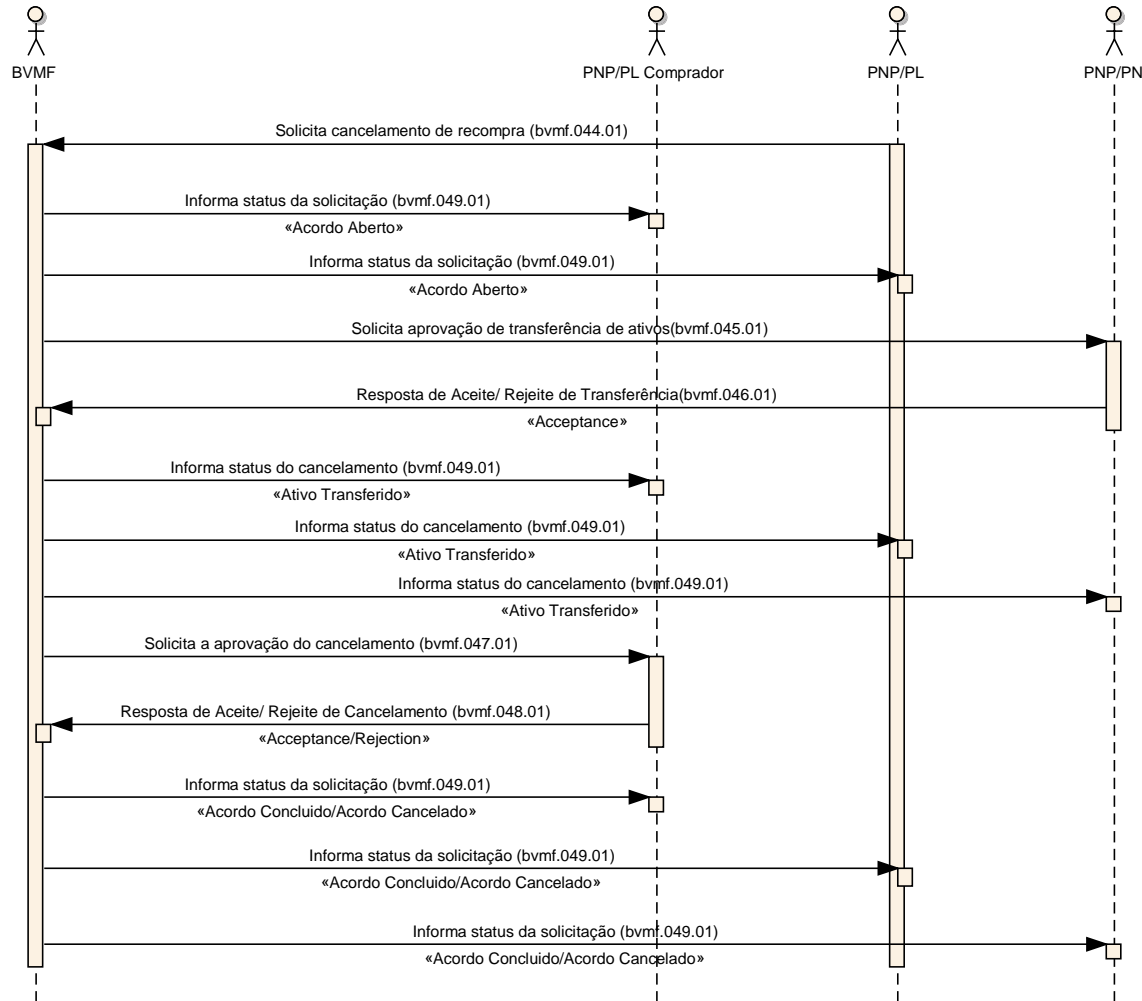 BVMF
PNP/PL Comprador
PNP/PL
PNP/PN
Solicita cancelamento de recompra (bvmf.044.01)
Informa status da solicitação (bvmf.049.01)
«Acordo Aberto»
Informa status da solicitação (bvmf.049.01)
«Acordo Aberto»
Solicita aprovação de transferência de ativos(bvmf.045.01)
Resposta de Aceite/ Rejeite de Transferência(bvmf.046.01)
«Acceptance»
Informa status do cancelamento (bvmf.049.01)
«Ativo Transferido»
Informa status do cancelamento (bvmf.049.01)
«Ativo Transferido»
Informa status do cancelamento (bvmf.049.01)
«Ativo Transferido»
Solicita a aprovação do cancelamento (bvmf.047.01)
Resposta de Aceite/ Rejeite de Cancelamento (bvmf.048.01)
«Acceptance/Rejection»
Informa status da solicitação (bvmf.049.01)
«Acordo Concluido/Acordo Cancelado»
Informa status da solicitação (bvmf.049.01)
«Acordo Concluido/Acordo Cancelado»
Informa status da solicitação (bvmf.049.01)
«Acordo Concluido/Acordo Cancelado»